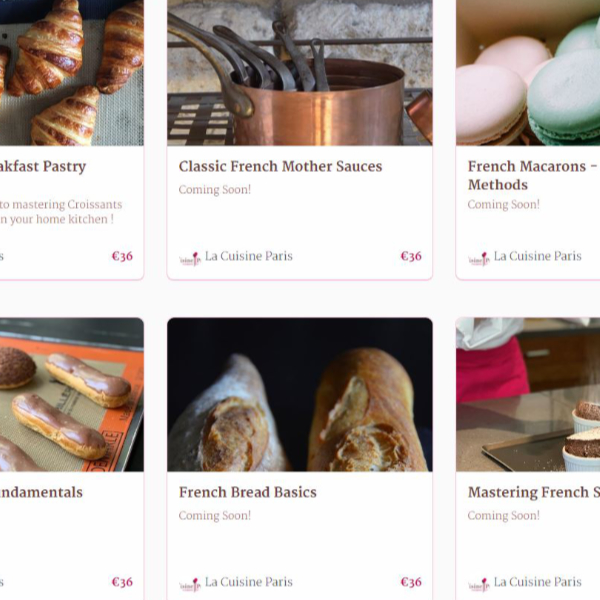 akfast Pastry
to mastering Croissants
n your home kitchen !
s
€36
Classic French Mother Sauces
Coming Soon!
La Cuisine Paris
€36
French Macarons -
Methods
Coming Soon!
La Cuisine Paris
ndamentals
s
€36
French Bread Basics
Coming Soon!
La Cuisine Paris
€36
Mastering French S
Coming Soon!
La Cuisine Paris